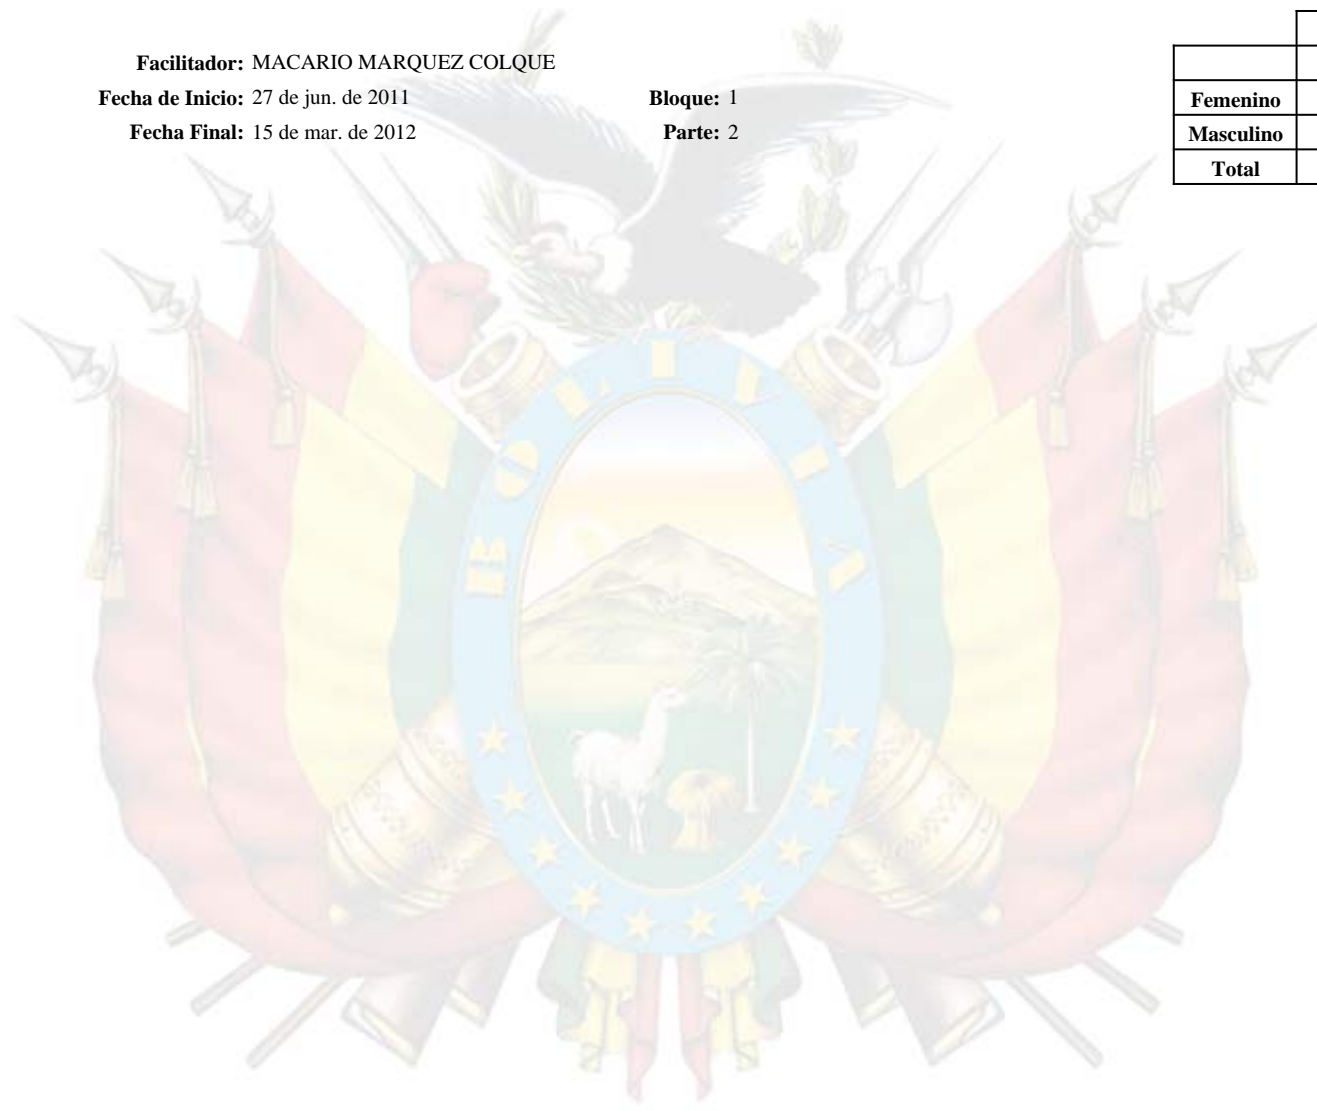 Facilitador: MACARIO MARQUEZ COLQUE
Fecha de Inicio: 27 de jun. de 2011 Bloque: 1
Fecha Final: 15 de mar. de 2012 Parte: 2
Femenino
Masculino
Total
BOLIVIA